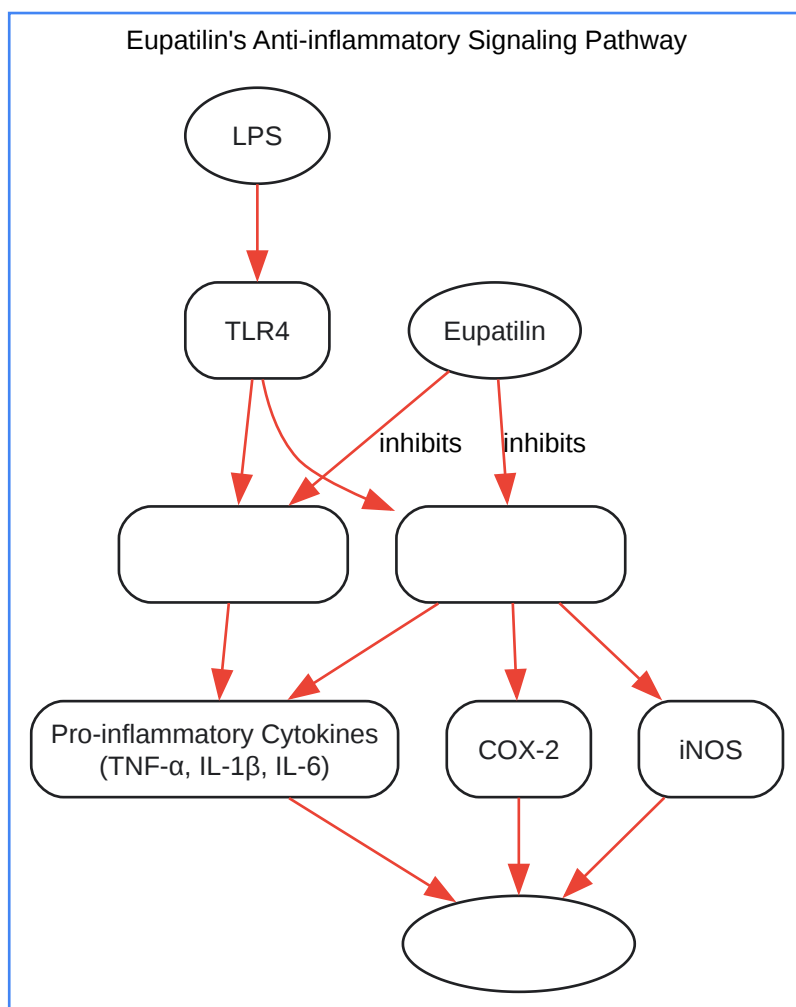 Eupatilin's Anti-inflammatory Signaling Pathway
LPS
TLR4
Eupatilin
inhibits
inhibits
Pro-inflammatory Cytokines
(TNF-α, IL-1β, IL-6)
COX-2
iNOS